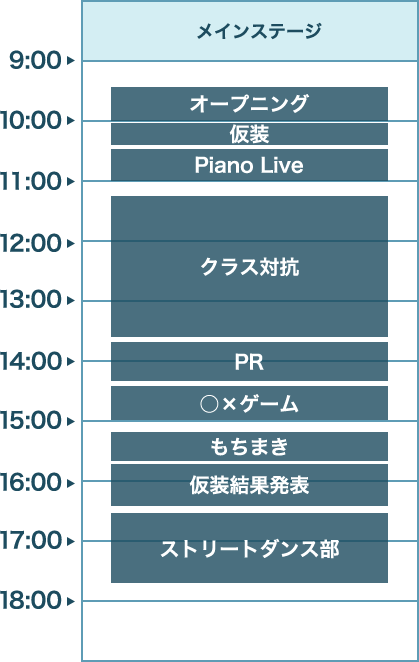 メインステージ
9:00
オープニング
10:00
仮装
Piano Live
11:00
12:00
クラス対抗
13:00
14:00
PR
○×ゲーム
15:00
もちまき
16:00
仮装結果発表
17:00
ストリートダンス部
18:00